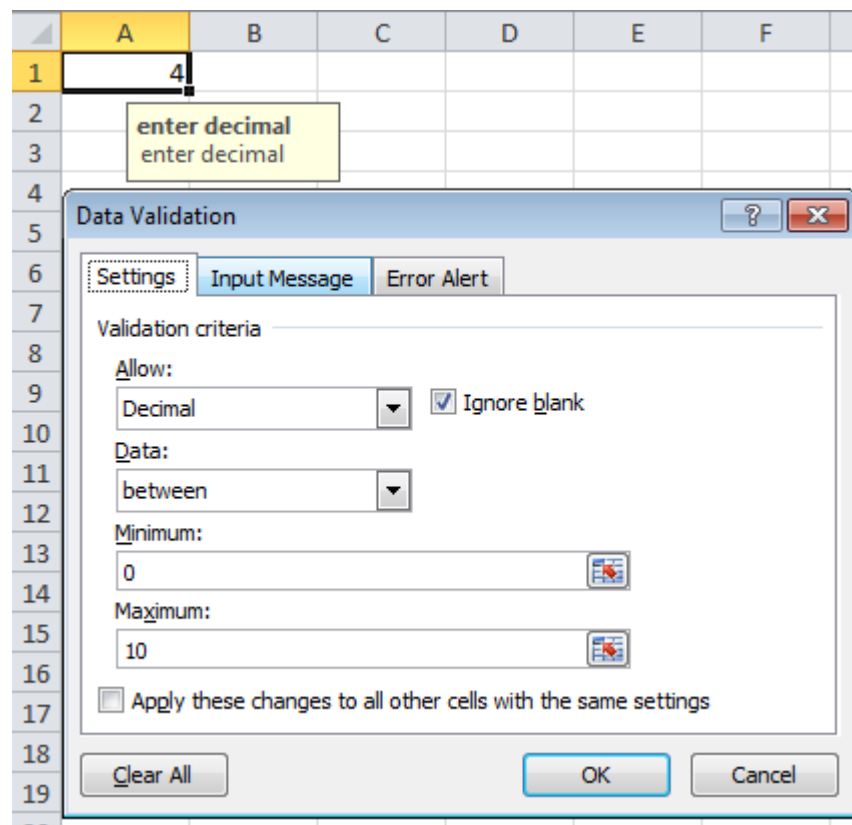 A B C D E F
1 4
2 enter decimal
3 enter decimal
4
5 Data Validation ?
6 Settings Input Message Error Alert
7
8 Validation criteria
9 Allow:
10 Decimal Ignore blank
11 Data:
12 between
13 Minimum:
14 0
15 Maximum:
16 10
17 Apply these changes to all other cells with the same settings
18
19 Clear All OK Cancel